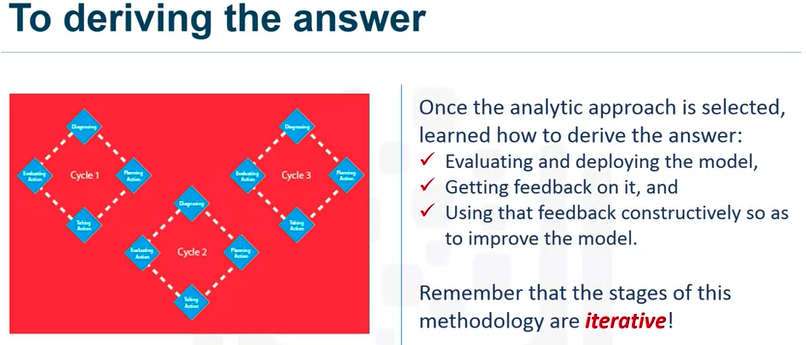 To deriving the answer
Diagnosing
Evaluating
Action
Cycle 1
Planning
Action
Taking
Action
Diagnosing
Evaluating
Action
Cycle 2
Planning
Action
Taking
Action
Diagnosing
Evaluating
Action
Cycle 3
Planning
Action
Taking
Action
Once the analytic approach is selected,
learned how to derive the answer:
✓ Evaluating and deploying the model,
✓ Getting feedback on it, and
✓ Using that feedback constructively so as
to improve the model.
Remember that the stages of this
methodology are iterative!